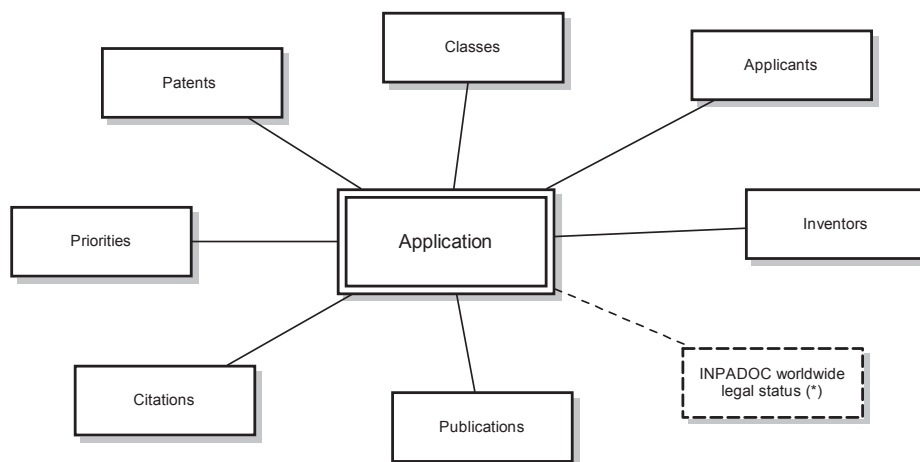 Classes
Applicants
Patents
Inventors
Priorities
Application
INPADOC worldwide
legal status (*)
Citations
Publications